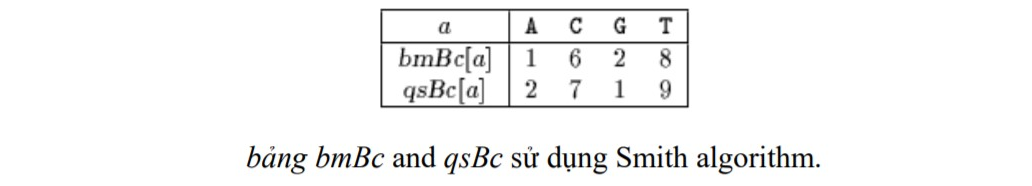 a A C G T
bmBc[a] 1 6 2 8
qsBc[a] 2 7 1 9
bảng bmBc and qsBc sử dụng Smith algorithm.